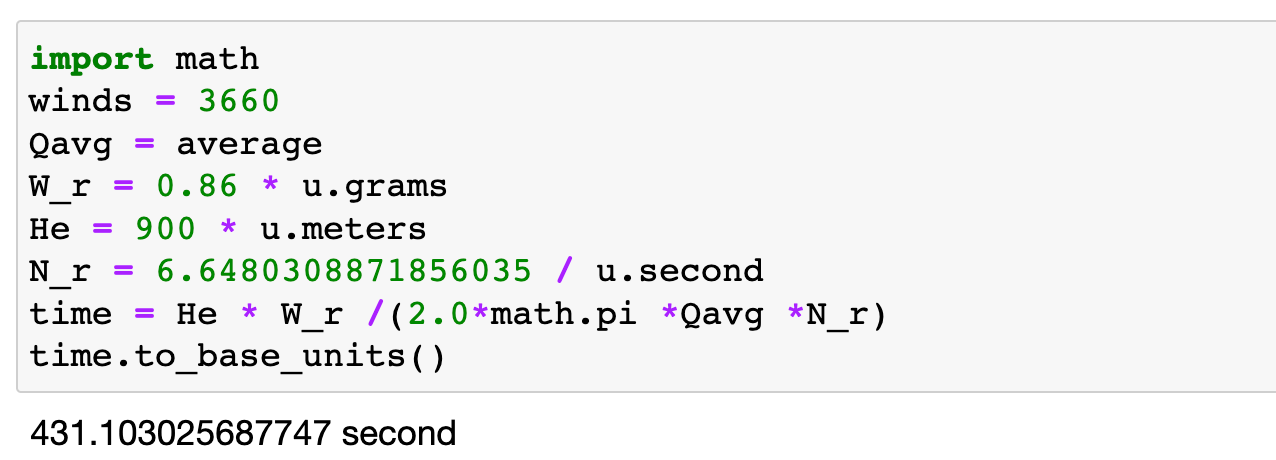 import math
winds = 3660
Qavg = average
W_r = 0.86 * u.grams
He = 900 * u.meters
N_r = 6.6480308871856035 / u.second
time = He * W_r /(2.0*math.pi *Qavg *N_r)
time.to_base_units()
431.103025687747 second